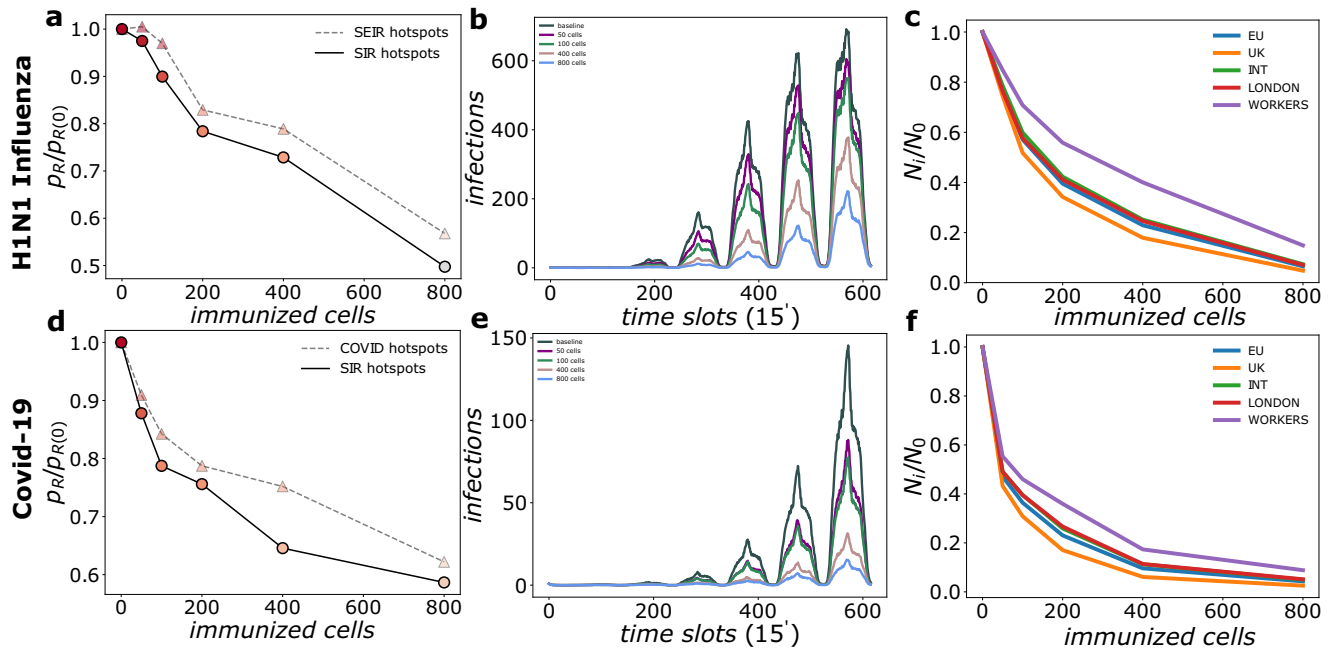 H1N1 Influenza
a
1.0
0.9
0.8
0.7
0.6
0.5
pR/pR(0)
SEIR hotspots
SIR hotspots
0 200 400 600 800
immunized cells
b
600
400
200
0
infections
baseline
50 cells
100 cells
400 cells
800 cells
0 200 400 600
time slots (15')
c
1.0
0.8
0.6
0.4
0.2
0.0
Ni/N0
EU
UK
INT
LONDON
WORKERS
0 200 400 600 800
immunized cells
Covid-19
d
1.0
0.9
0.8
0.7
0.6
pR/pR(0)
COVID hotspots
SIR hotspots
0 200 400 600 800
immunized cells
e
150
100
50
0
infections
baseline
50 cells
100 cells
400 cells
800 cells
0 200 400 600
time slots (15')
f
1.0
0.8
0.6
0.4
0.2
0.0
Ni/N0
EU
UK
INT
LONDON
WORKERS
0 200 400 600 800
immunized cells